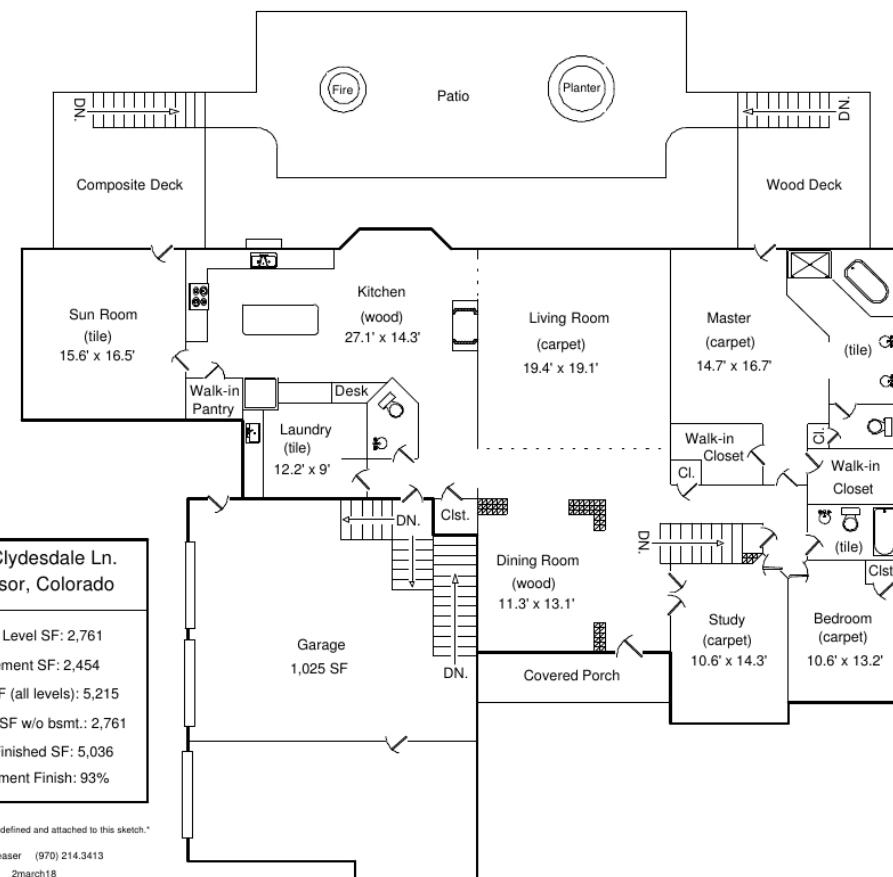 Fire
Planter
Patio
DN.
DN.
Composite Deck
Wood Deck
Sun Room
(tile)
15.6' x 16.5'
Kitchen
(wood)
27.1' x 14.3'
Living Room
(carpet)
19.4' x 19.1'
Master
(carpet)
14.7' x 16.7'
(tile)
Walk-in
Pantry
Desk
Laundry
(tile)
12.2' x 9'
Walk-in
Closet
Cl.
Cl.
Walk-in
Closet
(tile)
Clst
DN.
Clst.
DN.
Dining Room
(wood)
11.3' x 13.1'
Study
(carpet)
10.6' x 14.3'
Bedroom
(carpet)
10.6' x 13.2'
Garage
1,025 SF
DN.
Covered Porch
Clydesdale Ln.
sor, Colorado
Level SF: 2,761
ement SF: 2,454
F (all levels): 5,215
SF w/o bsmt.: 2,761
Finished SF: 5,036
ment Finish: 93%
defined and attached to this sketch."
easer (970) 214.3413
2march18